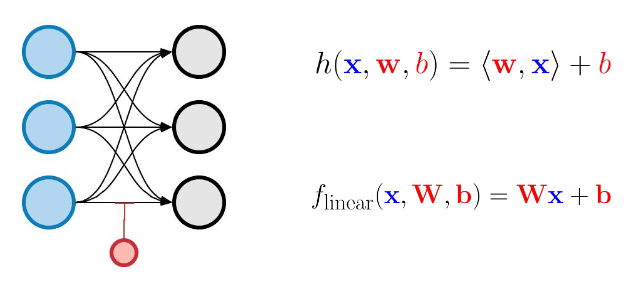 h(x, w, b) = ⟨w, x⟩ + b
f_linear(x, W, b) = Wx + b